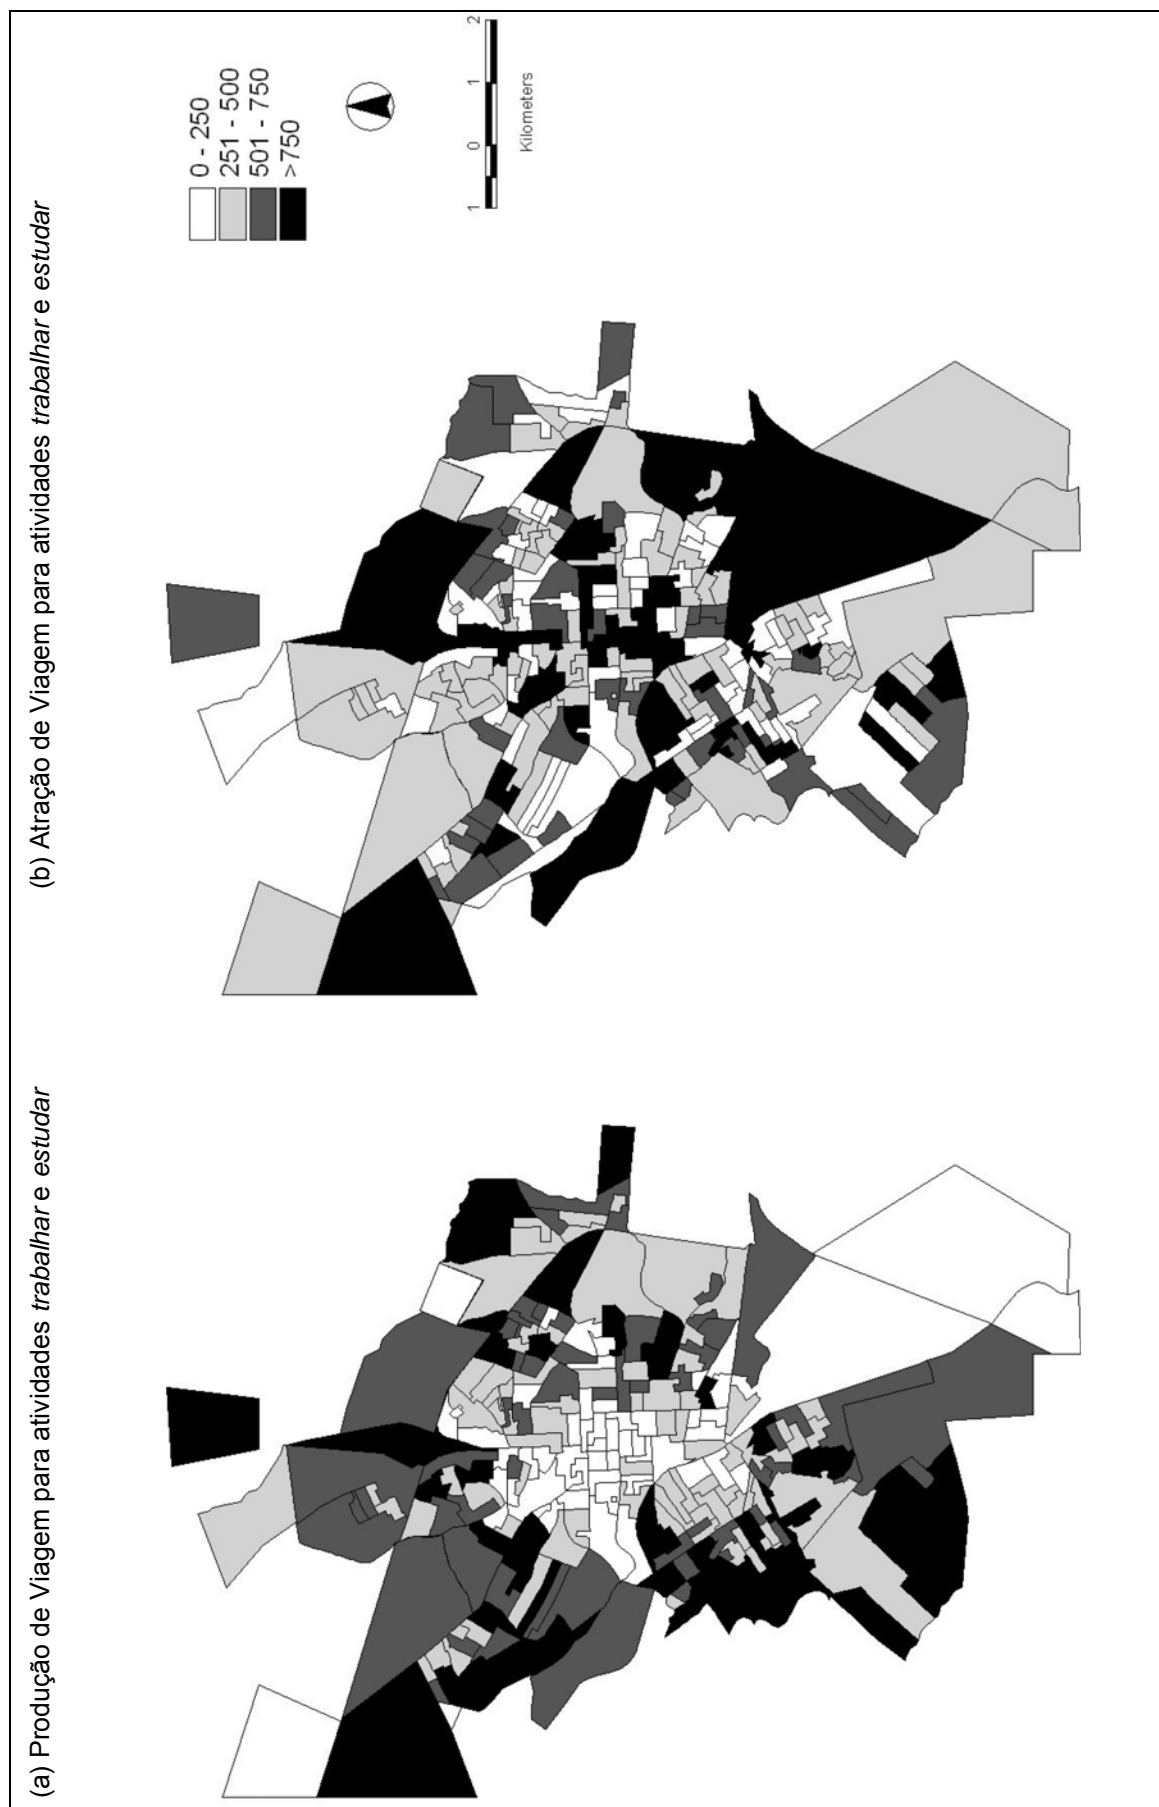 (a) Produção de Viagem para atividades trabalhar e estudar
(b) Atração de Viagem para atividades trabalhar e estudar
0 - 250
251 - 500
501 - 750
>750
1 0 1 2
Kilometers